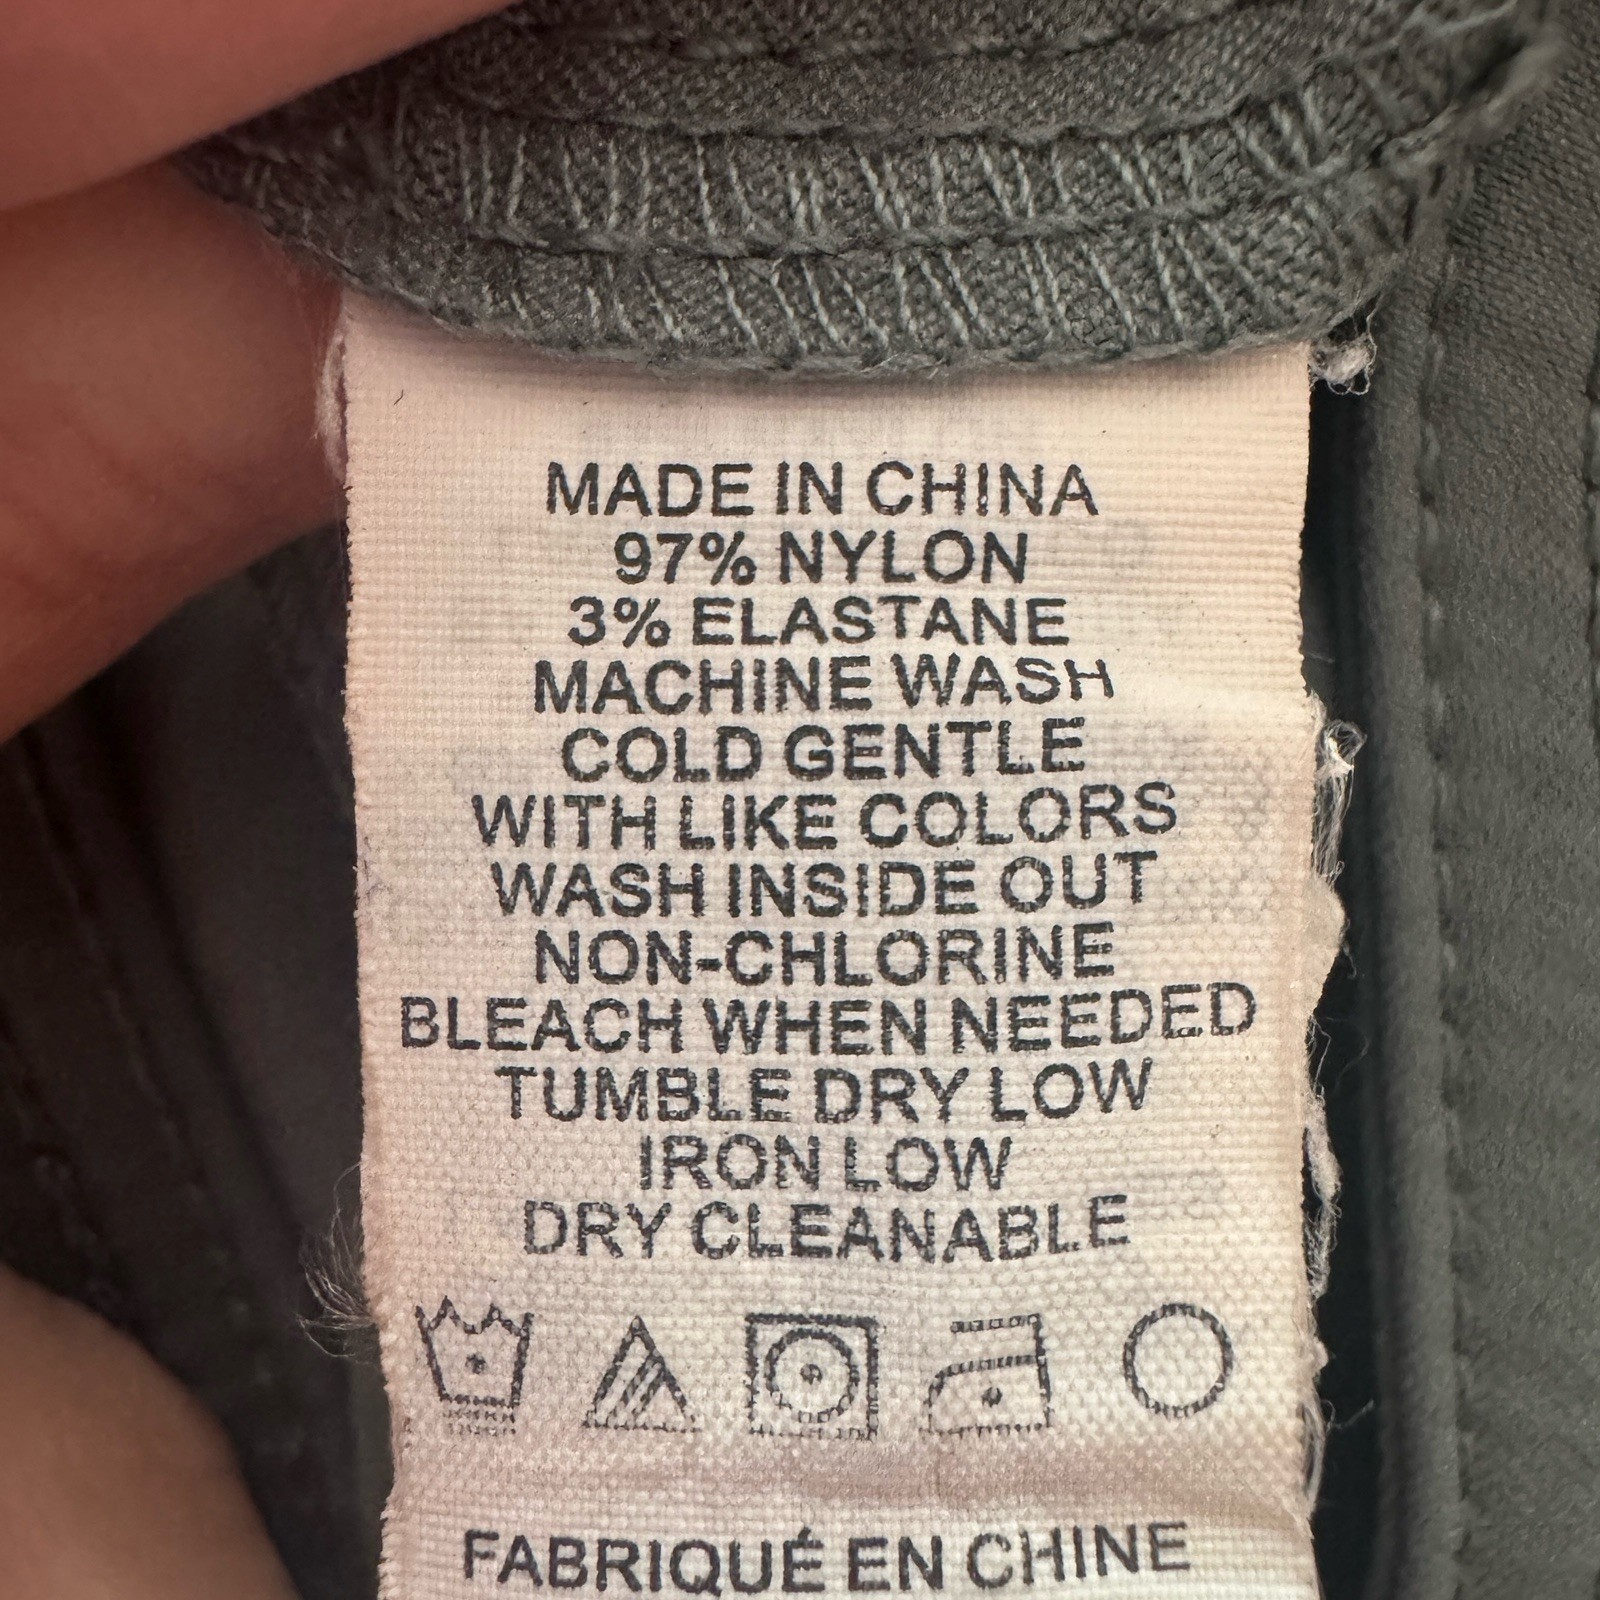 MADE IN CHINA
97% NYLON
3% ELASTANE
MACHINE WASH
COLD GENTLE
WITH LIKE COLORS
WASH INSIDE OUT
NON-CHLORINE
BLEACH WHEN NEEDED
TUMBLE DRY LOW
IRON LOW
DRY CLEANABLE
FABRIQUÉ EN CHINE